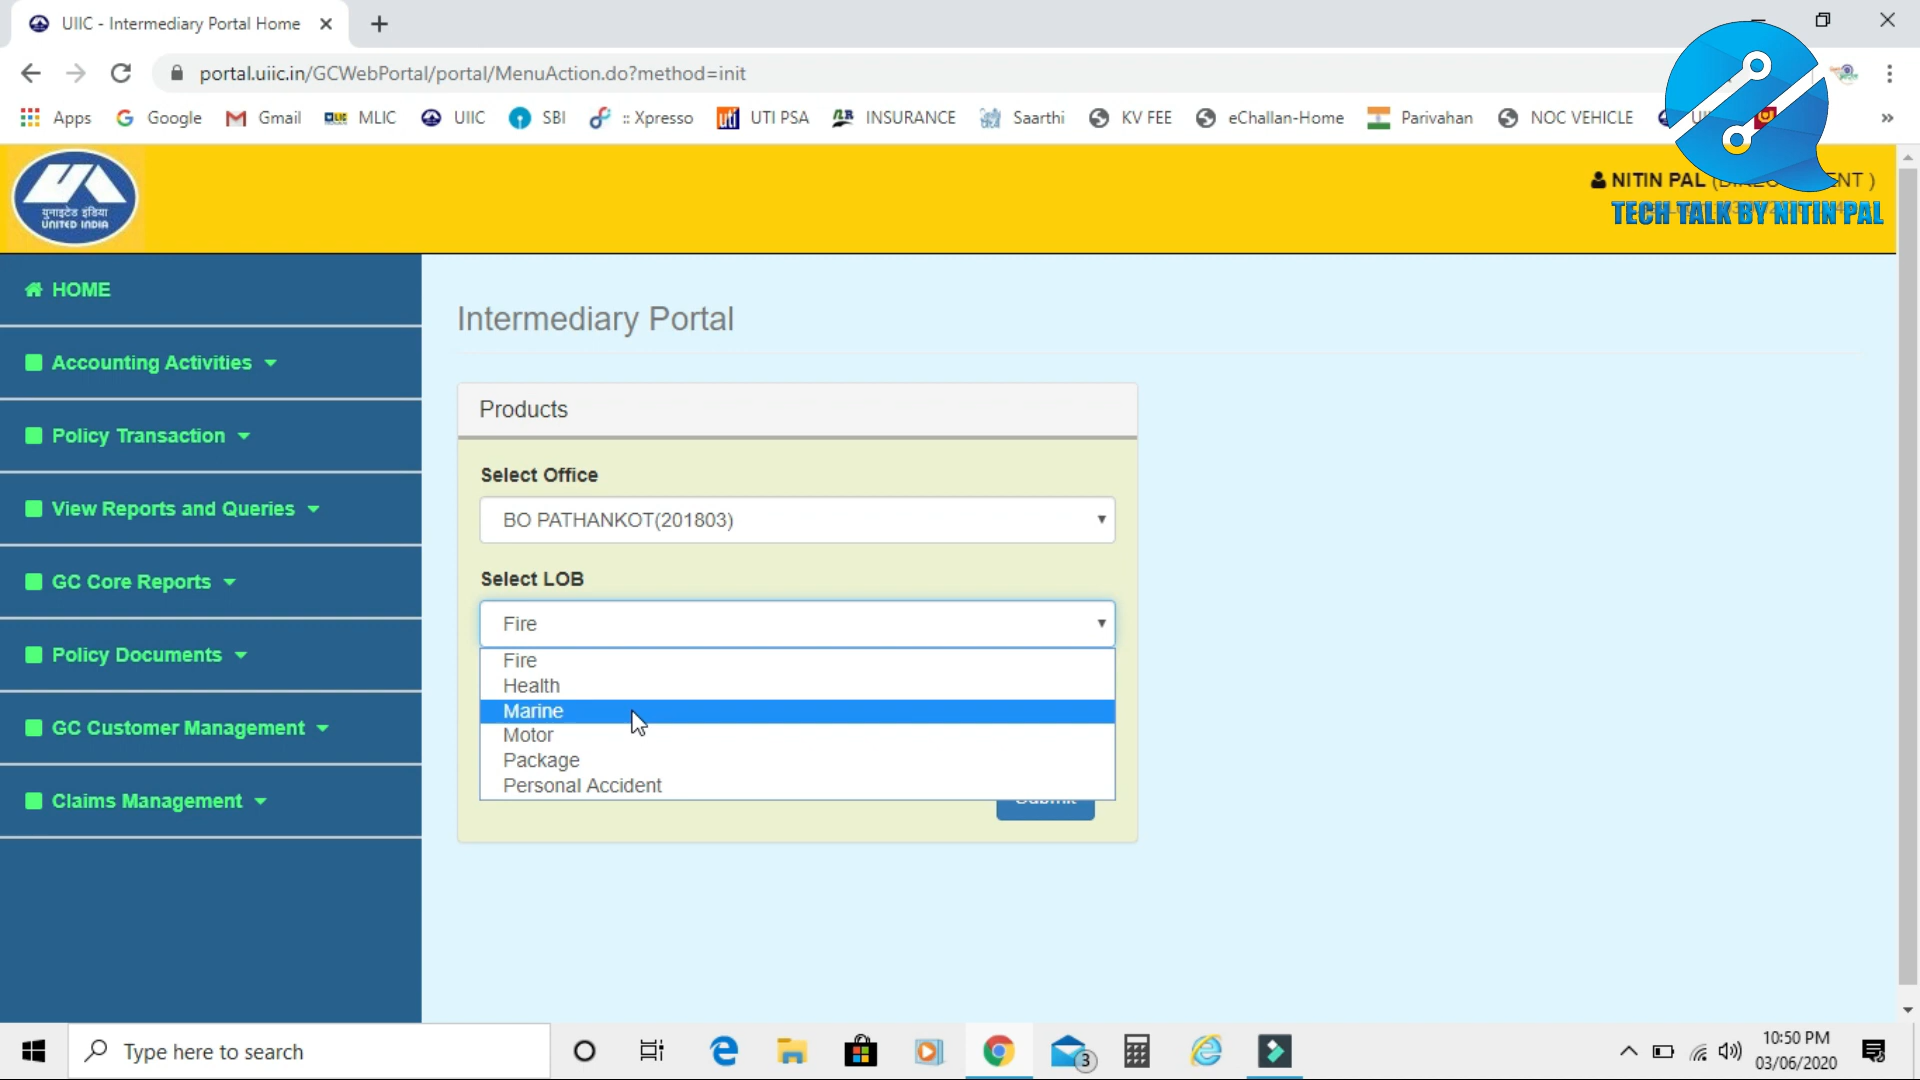 UIIC - Intermediary Portal Home
portal.uiic.in/GCWebPortal/portal/MenuAction.do?method=init
Apps Google Gmail MLIC UIIC SBI :: Xpresso UTI PSA INSURANCE Saarthi KV FEE eChallan-Home Parivahan NOC VEHICLE
यूनाइटेड इंडिया
UNITED INDIA
NITIN PAL
TECH TALK BY NITIN PAL
HOME
Accounting Activities
Policy Transaction
View Reports and Queries
GC Core Reports
Policy Documents
GC Customer Management
Claims Management
Intermediary Portal
Products
Select Office
BO PATHANKOT(201803)
Select LOB
Fire
Fire
Health
Marine
Motor
Package
Personal Accident
Submit
Type here to search
3
10:50 PM
03/06/2020